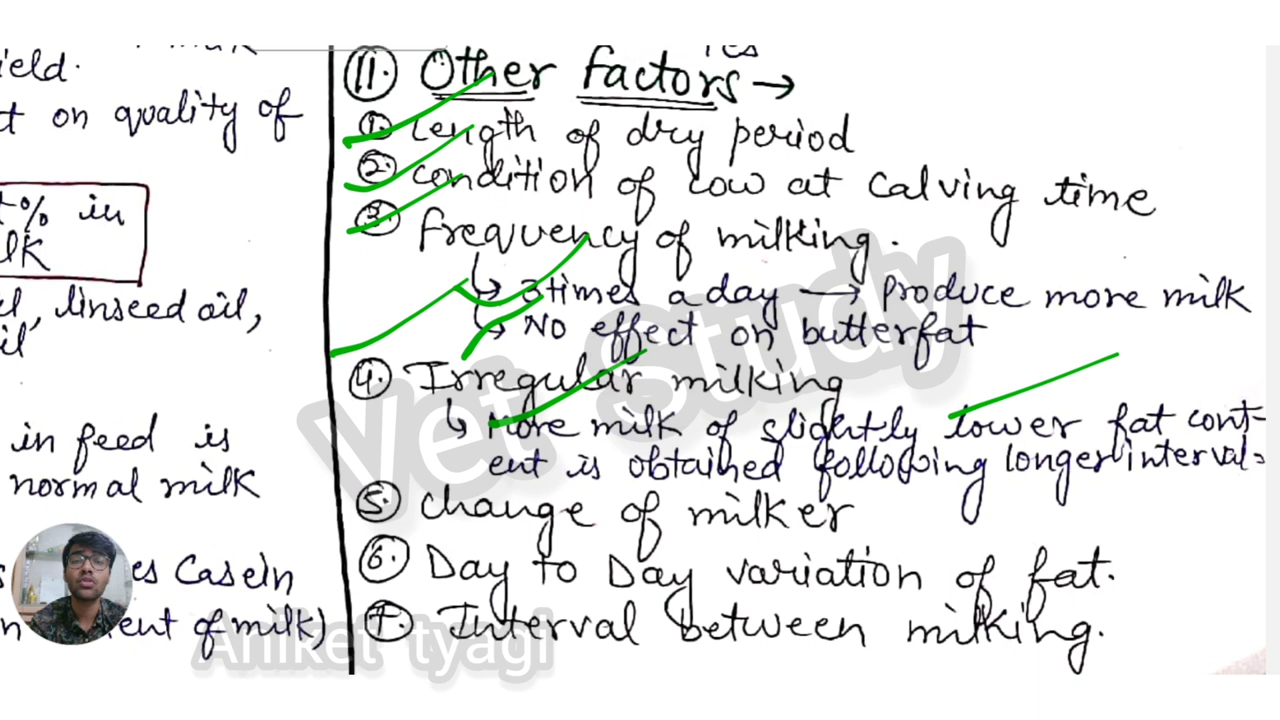 ield.
t on quality of
t% in
lk
linseed oil,
il
in feed is
normal milk
es Casein
ent of milk)
11. Other factors →
1. Length of dry period
2. Condition of cow at calving time
3. frequency of milking.
↳ 3 times a day → produce more milk
↳ No effect on butterfat
4. Irregular milking
↳ More milk of slightly lower fat cont-
ent is obtained following longer interval.
5. Change of milker
6. Day to Day variation of fat.
7. Interval between milking.
Vet Study
Aniket tyagi